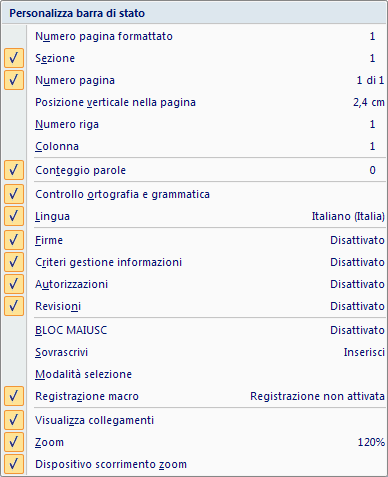 Personalizza barra di stato
Numero pagina formattato 1
Sezione 1
Numero pagina 1 di 1
Posizione verticale nella pagina 2,4 cm
Numero riga 1
Colonna 1
Conteggio parole 0
Controllo ortografia e grammatica
Lingua Italiano (Italia)
Firme Disattivato
Criteri gestione informazioni Disattivato
Autorizzazioni Disattivato
Revisioni Disattivato
BLOC MAIUSC Disattivato
Sovrascrivi Inserisci
Modalità selezione
Registrazione macro Registrazione non attivata
Visualizza collegamenti
Zoom 120%
Dispositivo scorrimento zoom